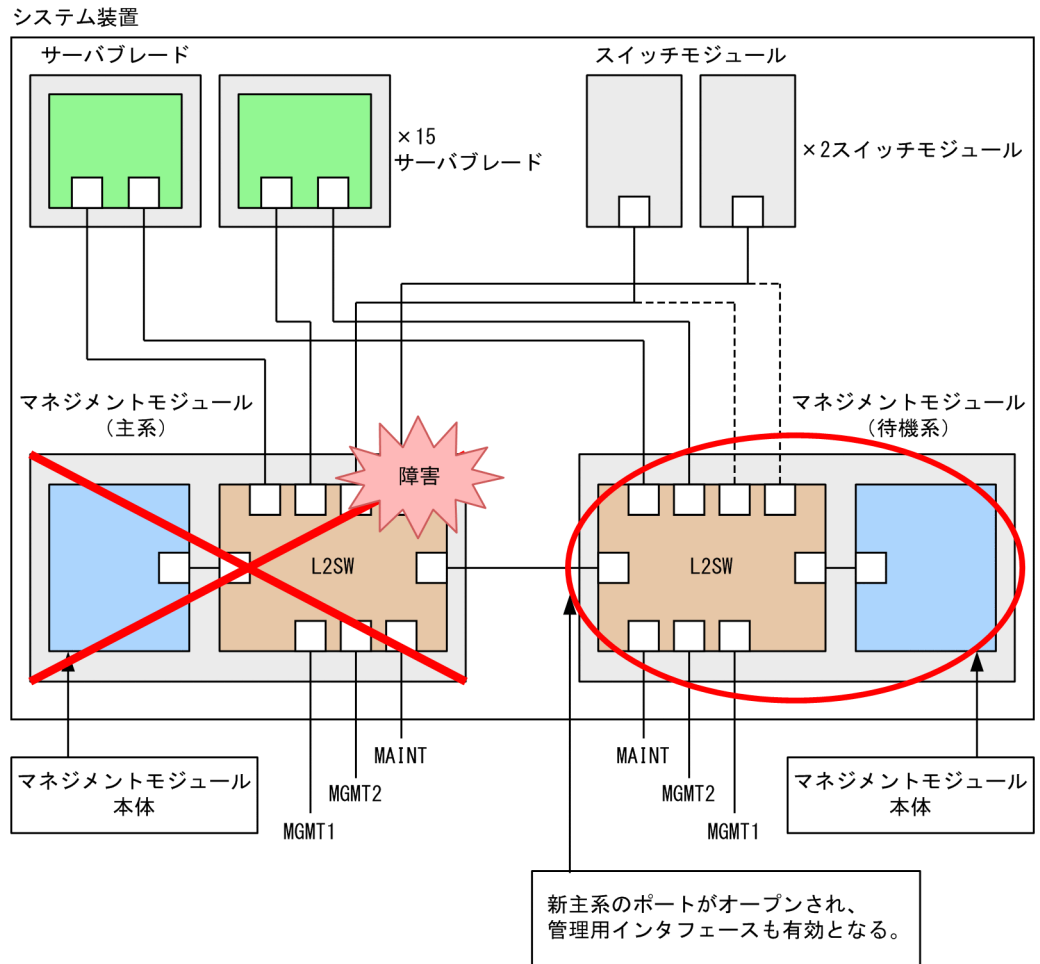 システム装置
サーバブレード
スイッチモジュール
×15
サーバブレード
×2スイッチモジュール
マネジメントモジュール
（主系）
マネジメントモジュール
（待機系）
障害
L2SW
L2SW
MAINT
MGMT2
MGMT1
MAINT
MGMT2
MGMT1
マネジメントモジュール
本体
マネジメントモジュール
本体
新主系のポートがオープンされ、
管理用インタフェースも有効となる。